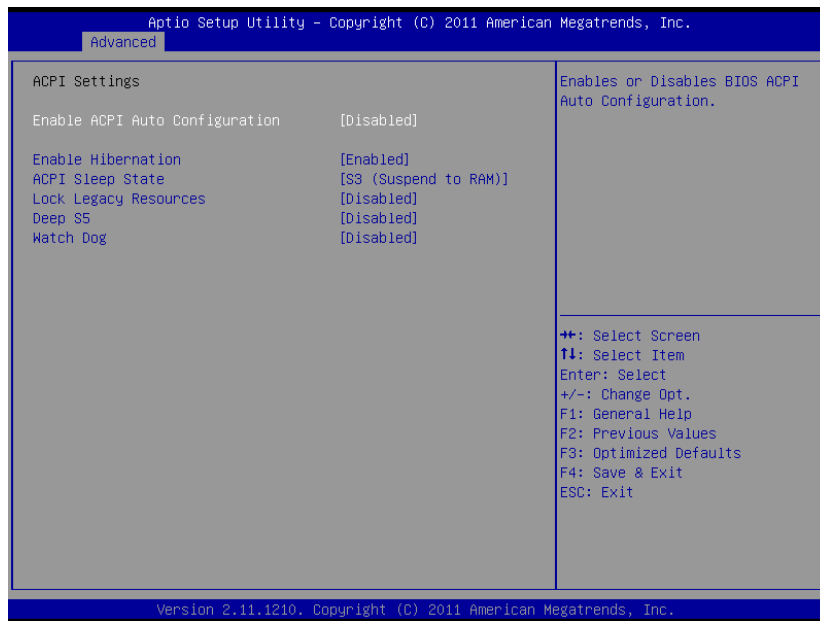 Aptio Setup Utility – Copyright (C) 2011 American Megatrends, Inc.
Advanced
ACPI Settings
Enable ACPI Auto Configuration [Disabled]
Enable Hibernation [Enabled]
ACPI Sleep State [S3 (Suspend to RAM)]
Lock Legacy Resources [Disabled]
Deep S5 [Disabled]
Watch Dog [Disabled]
Enables or Disables BIOS ACPI
Auto Configuration.
→←: Select Screen
↑↓: Select Item
Enter: Select
+/-: Change Opt.
F1: General Help
F2: Previous Values
F3: Optimized Defaults
F4: Save & Exit
ESC: Exit
Version 2.11.1210. Copyright (C) 2011 American Megatrends, Inc.